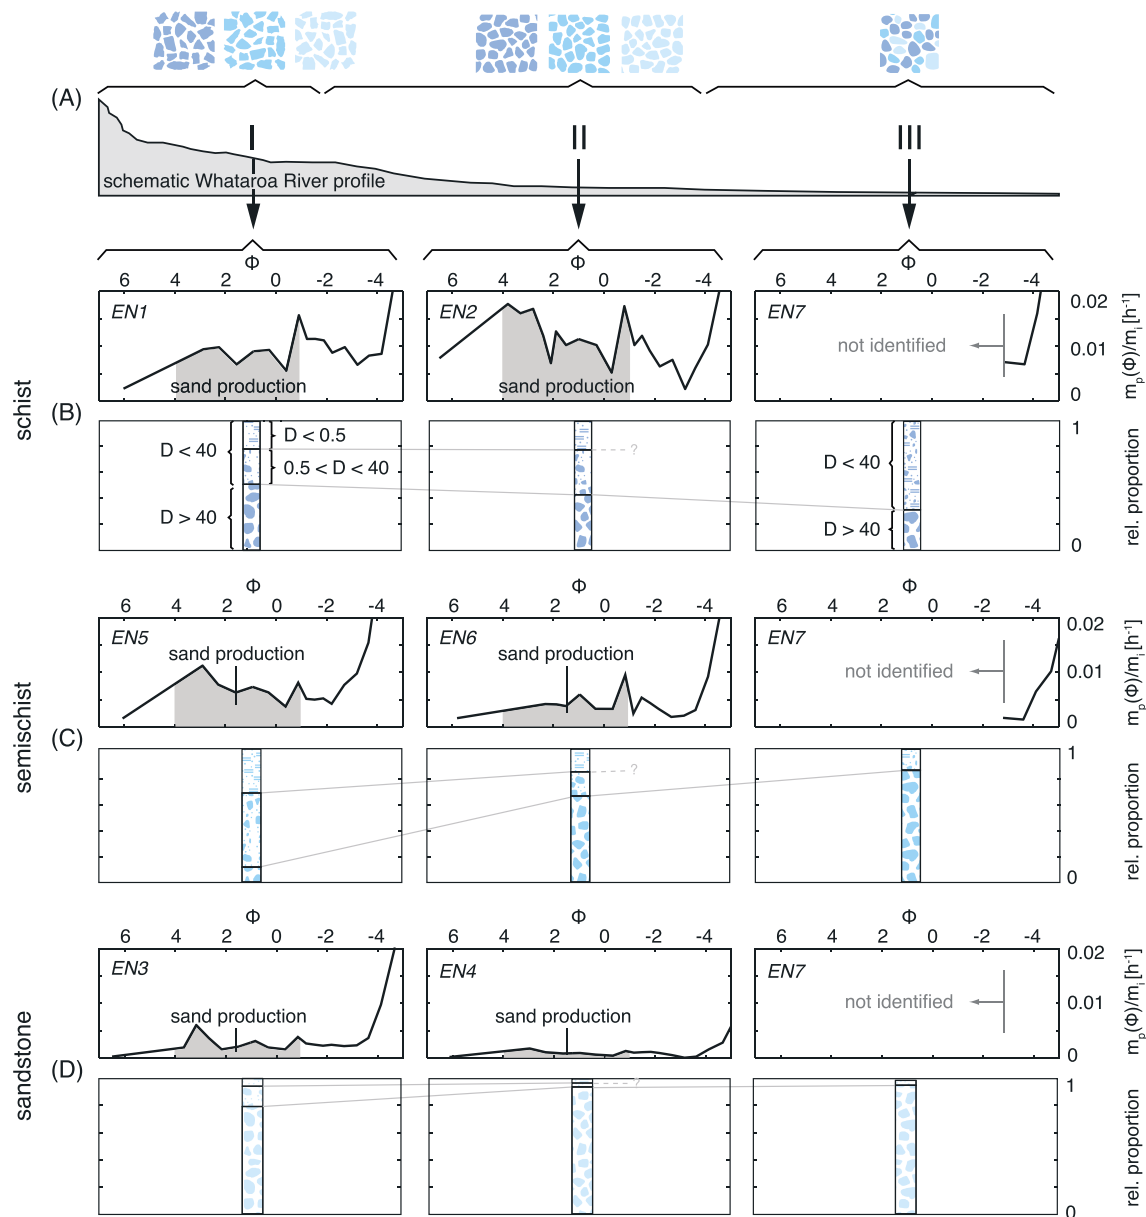 (A)
I
II
III
schematic Whataroa River profile
Φ
Φ
Φ
6 4 2 0 -2 -4
6 4 2 0 -2 -4
6 4 2 0 -2 -4
EN1
sand production
EN2
sand production
EN7
not identified
0.02
0.01
0
mp(Φ)/mi[h-1]
schist
(B)
D < 40
D < 0.5
0.5 < D < 40
D > 40
?
D < 40
D > 40
1
0
rel. proportion
Φ
Φ
Φ
6 4 2 0 -2 -4
6 4 2 0 -2 -4
6 4 2 0 -2 -4
EN5
sand production
EN6
sand production
EN7
not identified
0.02
0.01
0
mp(Φ)/mi[h-1]
semischist
(C)
?
1
0
rel. proportion
Φ
Φ
Φ
6 4 2 0 -2 -4
6 4 2 0 -2 -4
6 4 2 0 -2 -4
EN3
sand production
EN4
sand production
EN7
not identified
0.02
0.01
0
mp(Φ)/mi[h-1]
sandstone
(D)
?
1
0
rel. proportion